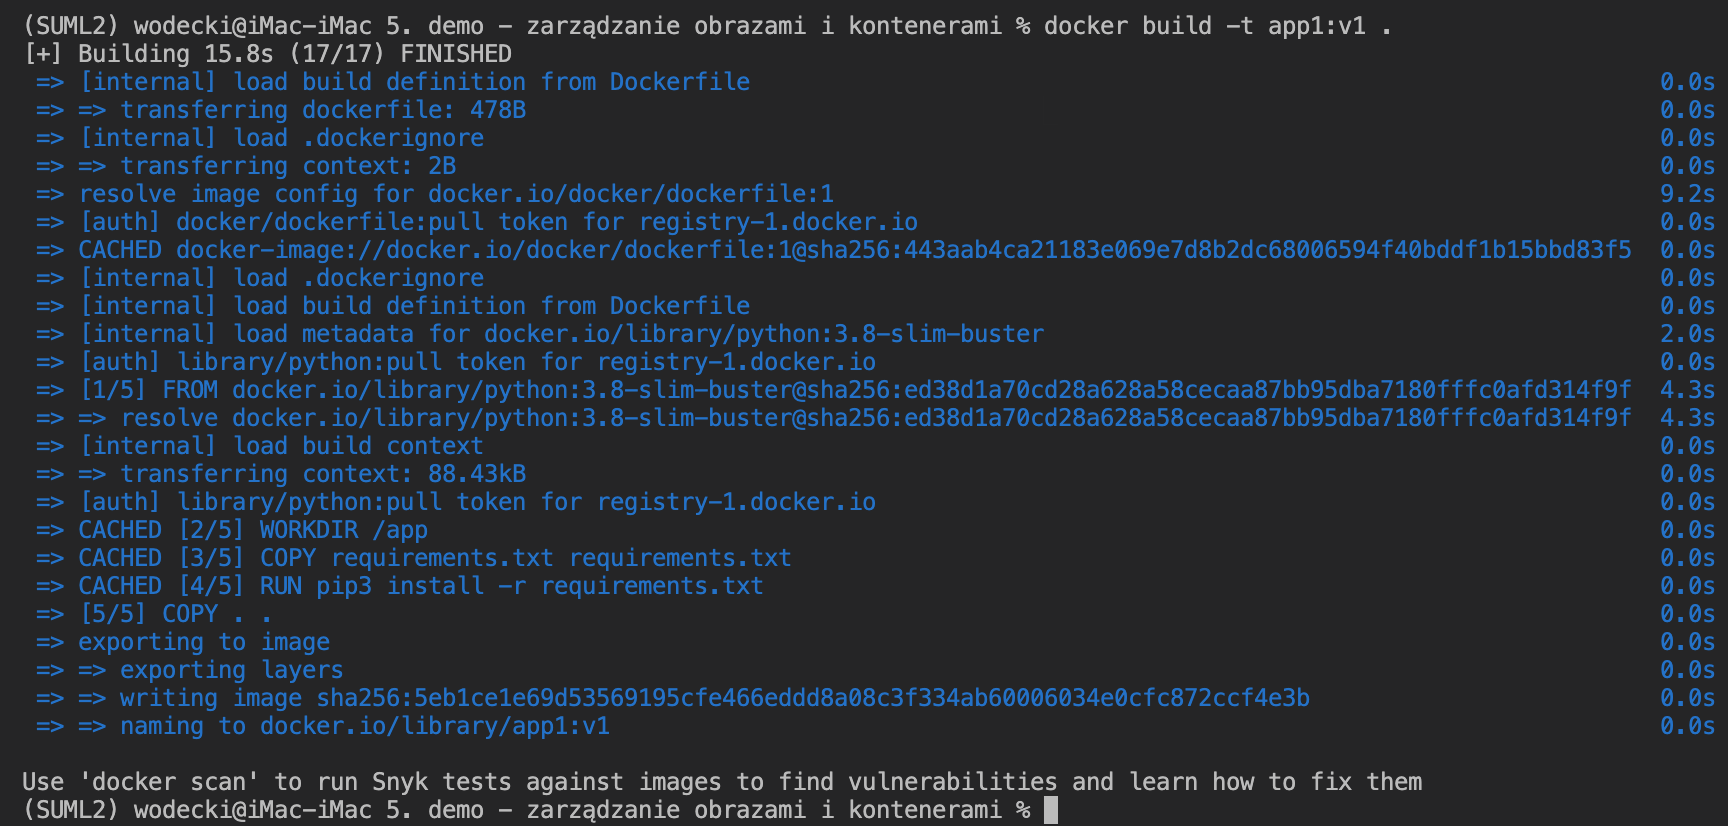 (SUML2) wodecki@iMac-iMac 5. demo - zarządzanie obrazami i kontenerami % docker build -t app1:v1 .
[+] Building 15.8s (17/17) FINISHED
=> [internal] load build definition from Dockerfile 0.0s
=> => transferring dockerfile: 478B 0.0s
=> [internal] load .dockerignore 0.0s
=> => transferring context: 2B 0.0s
=> resolve image config for docker.io/docker/dockerfile:1 9.2s
=> [auth] docker/dockerfile:pull token for registry-1.docker.io 0.0s
=> CACHED docker-image://docker.io/docker/dockerfile:1@sha256:443aab4ca21183e069e7d8b2dc68006594f40bddf1b15bbd83f5 0.0s
=> [internal] load .dockerignore 0.0s
=> [internal] load build definition from Dockerfile 0.0s
=> [internal] load metadata for docker.io/library/python:3.8-slim-buster 2.0s
=> [auth] library/python:pull token for registry-1.docker.io 0.0s
=> [1/5] FROM docker.io/library/python:3.8-slim-buster@sha256:ed38d1a70cd28a628a58cecaa87bb95dba7180fffc0afd314f9f 4.3s
=> => resolve docker.io/library/python:3.8-slim-buster@sha256:ed38d1a70cd28a628a58cecaa87bb95dba7180fffc0afd314f9f 4.3s
=> [internal] load build context 0.0s
=> => transferring context: 88.43kB 0.0s
=> [auth] library/python:pull token for registry-1.docker.io 0.0s
=> CACHED [2/5] WORKDIR /app 0.0s
=> CACHED [3/5] COPY requirements.txt requirements.txt 0.0s
=> CACHED [4/5] RUN pip3 install -r requirements.txt 0.0s
=> [5/5] COPY . . 0.0s
=> exporting to image 0.0s
=> => exporting layers 0.0s
=> => writing image sha256:5eb1ce1e69d53569195cfe466eddd8a08c3f334ab60006034e0cfc872ccf4e3b 0.0s
=> => naming to docker.io/library/app1:v1 0.0s
Use 'docker scan' to run Snyk tests against images to find vulnerabilities and learn how to fix them
(SUML2) wodecki@iMac-iMac 5. demo - zarządzanie obrazami i kontenerami %